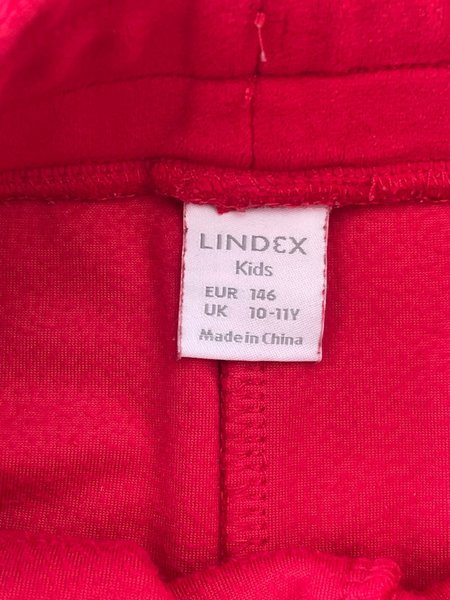 LINDEX
Kids
EUR 146
UK 10-11Y
Made in China